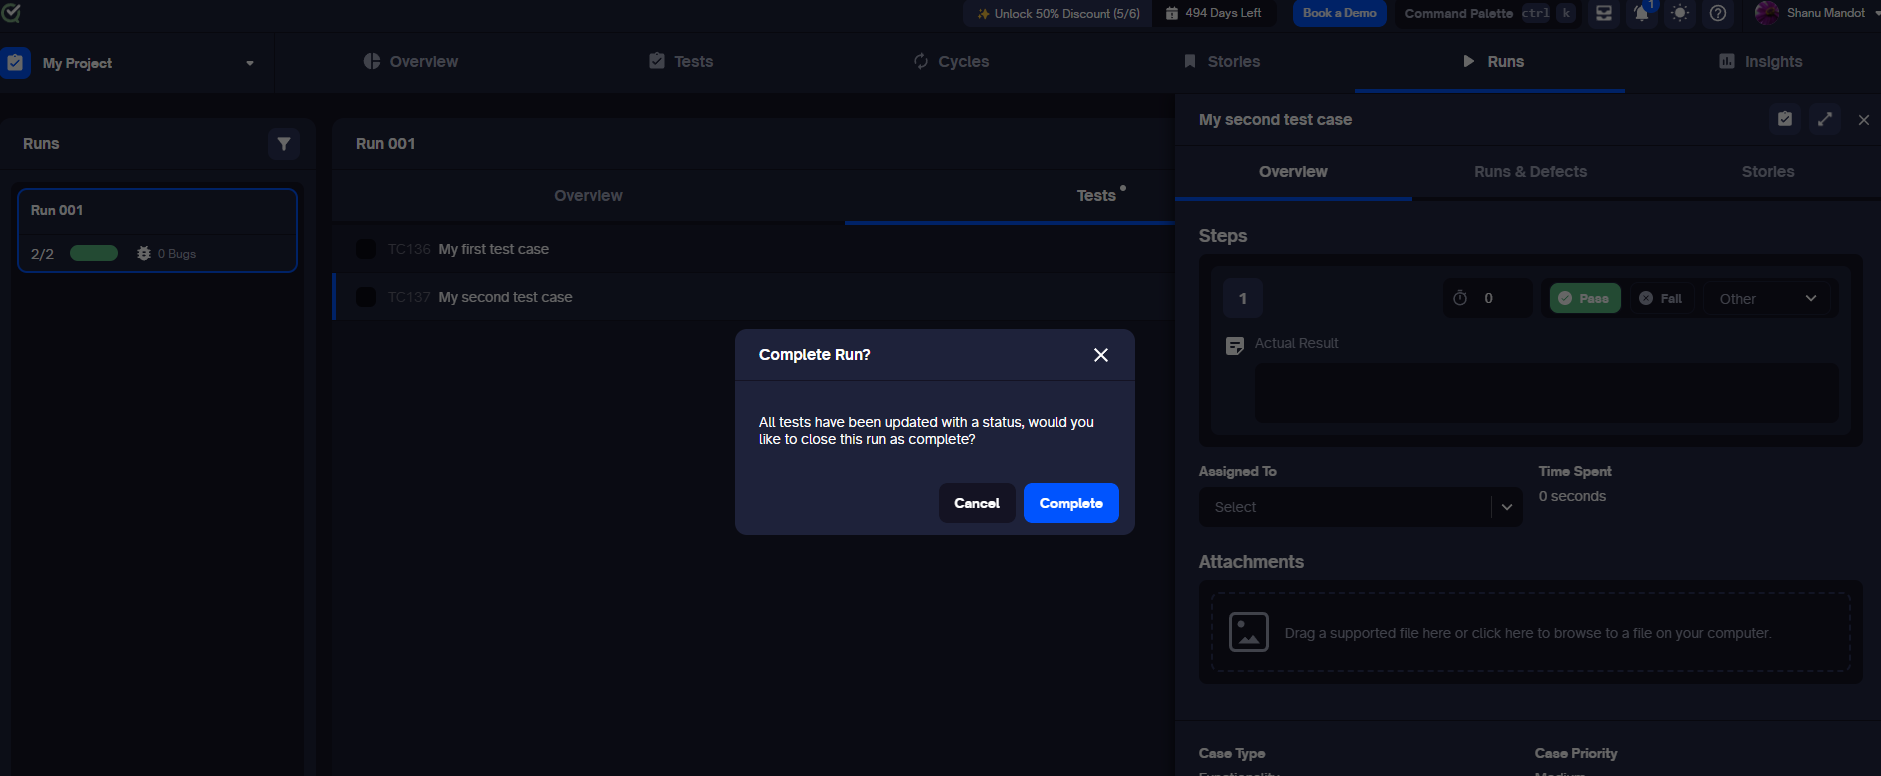 ✨ Unlock 50% Discount (5/6)
494 Days Left
Book a Demo
Command Palette ctrl k
1
Shanu Mandot
My Project
Overview
Tests
Cycles
Stories
Runs
Insights
Runs
Run 001
2/2
0 Bugs
Run 001
Overview
Tests
TC136 My first test case
TC137 My second test case
My second test case
Overview
Runs & Defects
Stories
Steps
1
0
Pass
Fail
Other
Actual Result
Assigned To
Select
Time Spent
0 seconds
Attachments
Drag a supported file here or click here to browse to a file on your computer.
Case Type
Functionality
Case Priority
Medium
Complete Run?
All tests have been updated with a status, would you
like to close this run as complete?
Cancel
Complete